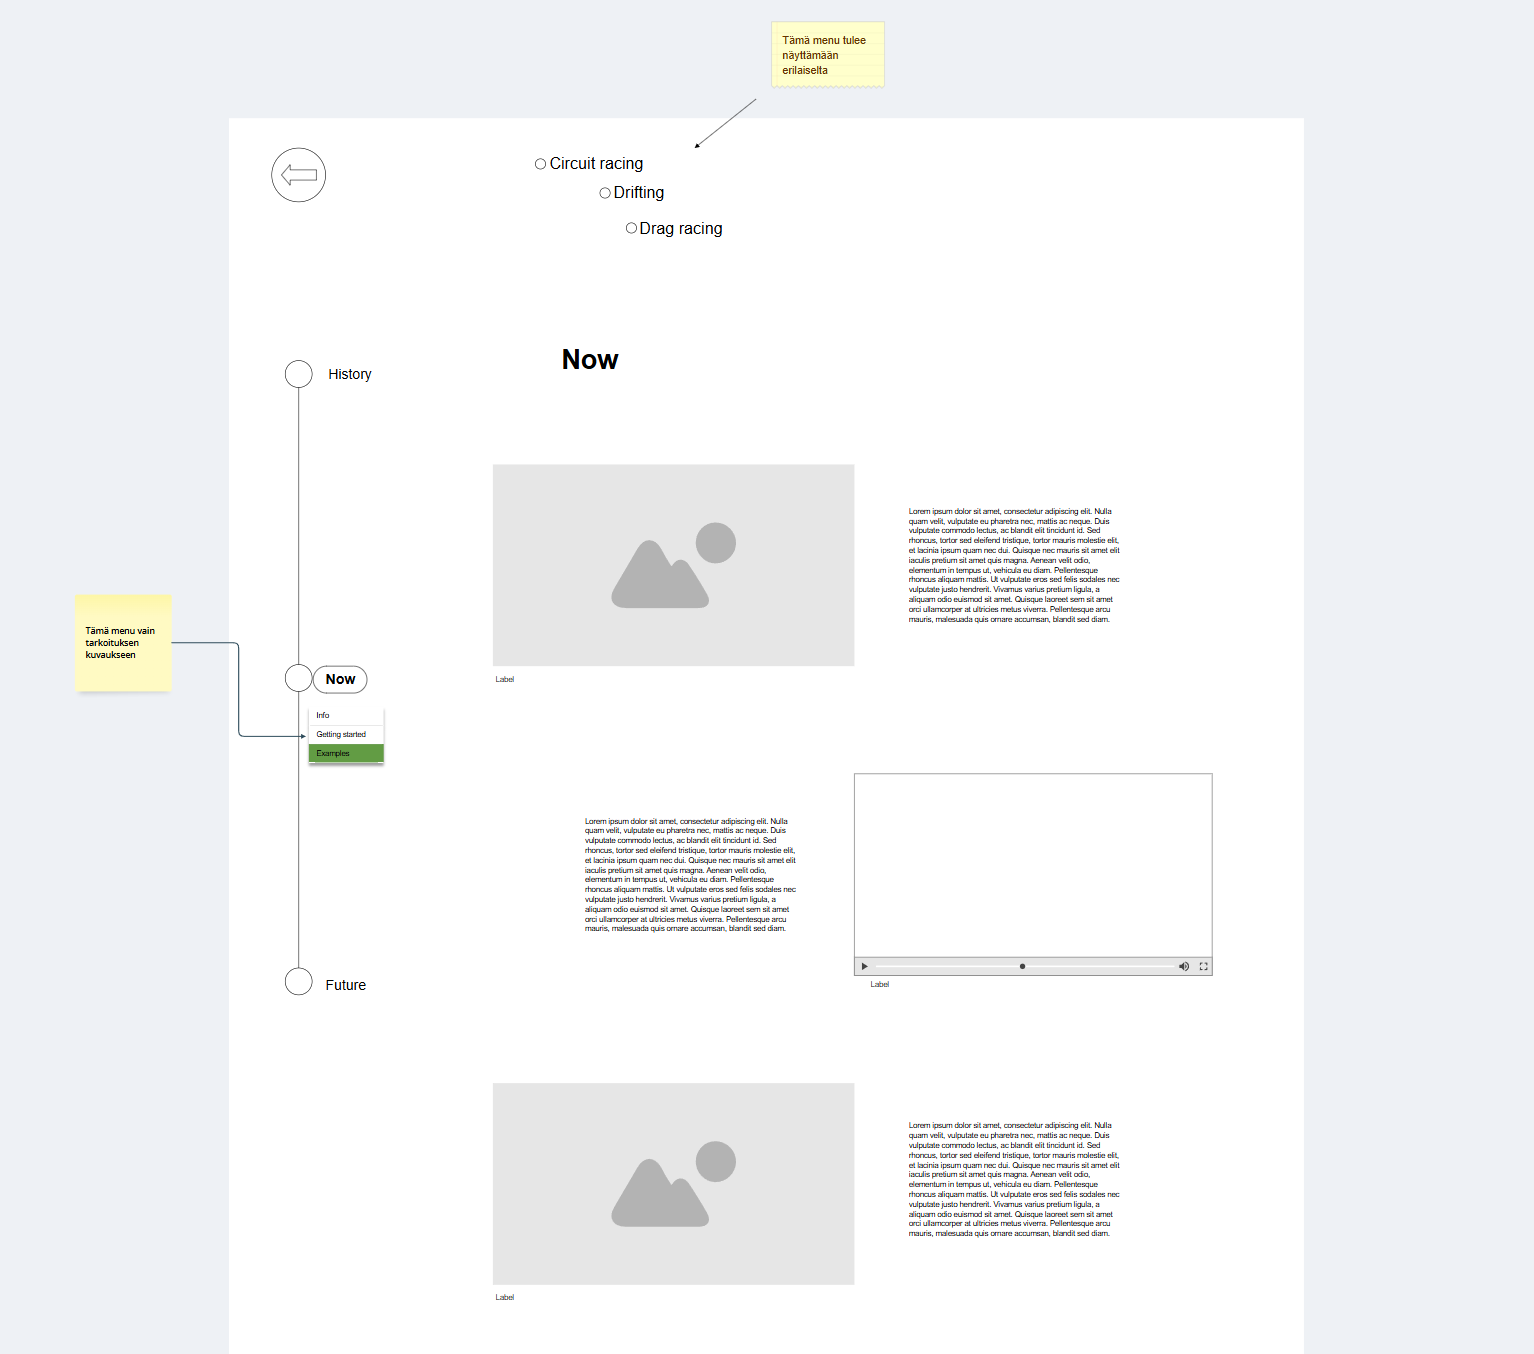 Tämä menu tulee
näyttämään
erilaiselta
Circuit racing
Drifting
Drag racing
Now
History
Lorem ipsum dolor sit amet, consectetur adipiscing elit. Nulla
quam velit, vulputate eu pharetra nec, mattis ac neque. Duis
vulputate commodo lectus, ac blandit elit tincidunt id. Sed
rhoncus, tortor sed eleifend tristique, tortor mauris molestie elit,
et lacinia ipsum quam nec dui. Quisque nec mauris sit amet elit
iaculis pretium sit amet quis magna. Aenean velit odio,
elementum in tempus ut, vehicula eu diam. Pellentesque
rhoncus aliquam mattis. Ut vulputate eros sed felis sodales nec
vulputate justo hendrerit. Vivamus varius pretium ligula, a
aliquam odio euismod sit amet. Quisque laoreet sem sit amet
orci ullamcorper at ultricies metus viverra. Pellentesque arcu
mauris, malesuada quis ornare accumsan, blandit sed diam.
Label
Tämä menu vain
tarkoituksen
kuvaukseen
Now
Info
Getting started
Examples
Lorem ipsum dolor sit amet, consectetur adipiscing elit. Nulla
quam velit, vulputate eu pharetra nec, mattis ac neque. Duis
vulputate commodo lectus, ac blandit elit tincidunt id. Sed
rhoncus, tortor sed eleifend tristique, tortor mauris molestie elit,
et lacinia ipsum quam nec dui. Quisque nec mauris sit amet elit
iaculis pretium sit amet quis magna. Aenean velit odio,
elementum in tempus ut, vehicula eu diam. Pellentesque
rhoncus aliquam mattis. Ut vulputate eros sed felis sodales nec
vulputate justo hendrerit. Vivamus varius pretium ligula, a
aliquam odio euismod sit amet. Quisque laoreet sem sit amet
orci ullamcorper at ultricies metus viverra. Pellentesque arcu
mauris, malesuada quis ornare accumsan, blandit sed diam.
Label
Future
Lorem ipsum dolor sit amet, consectetur adipiscing elit. Nulla
quam velit, vulputate eu pharetra nec, mattis ac neque. Duis
vulputate commodo lectus, ac blandit elit tincidunt id. Sed
rhoncus, tortor sed eleifend tristique, tortor mauris molestie elit,
et lacinia ipsum quam nec dui. Quisque nec mauris sit amet elit
iaculis pretium sit amet quis magna. Aenean velit odio,
elementum in tempus ut, vehicula eu diam. Pellentesque
rhoncus aliquam mattis. Ut vulputate eros sed felis sodales nec
vulputate justo hendrerit. Vivamus varius pretium ligula, a
aliquam odio euismod sit amet. Quisque laoreet sem sit amet
orci ullamcorper at ultricies metus viverra. Pellentesque arcu
mauris, malesuada quis ornare accumsan, blandit sed diam.
Label